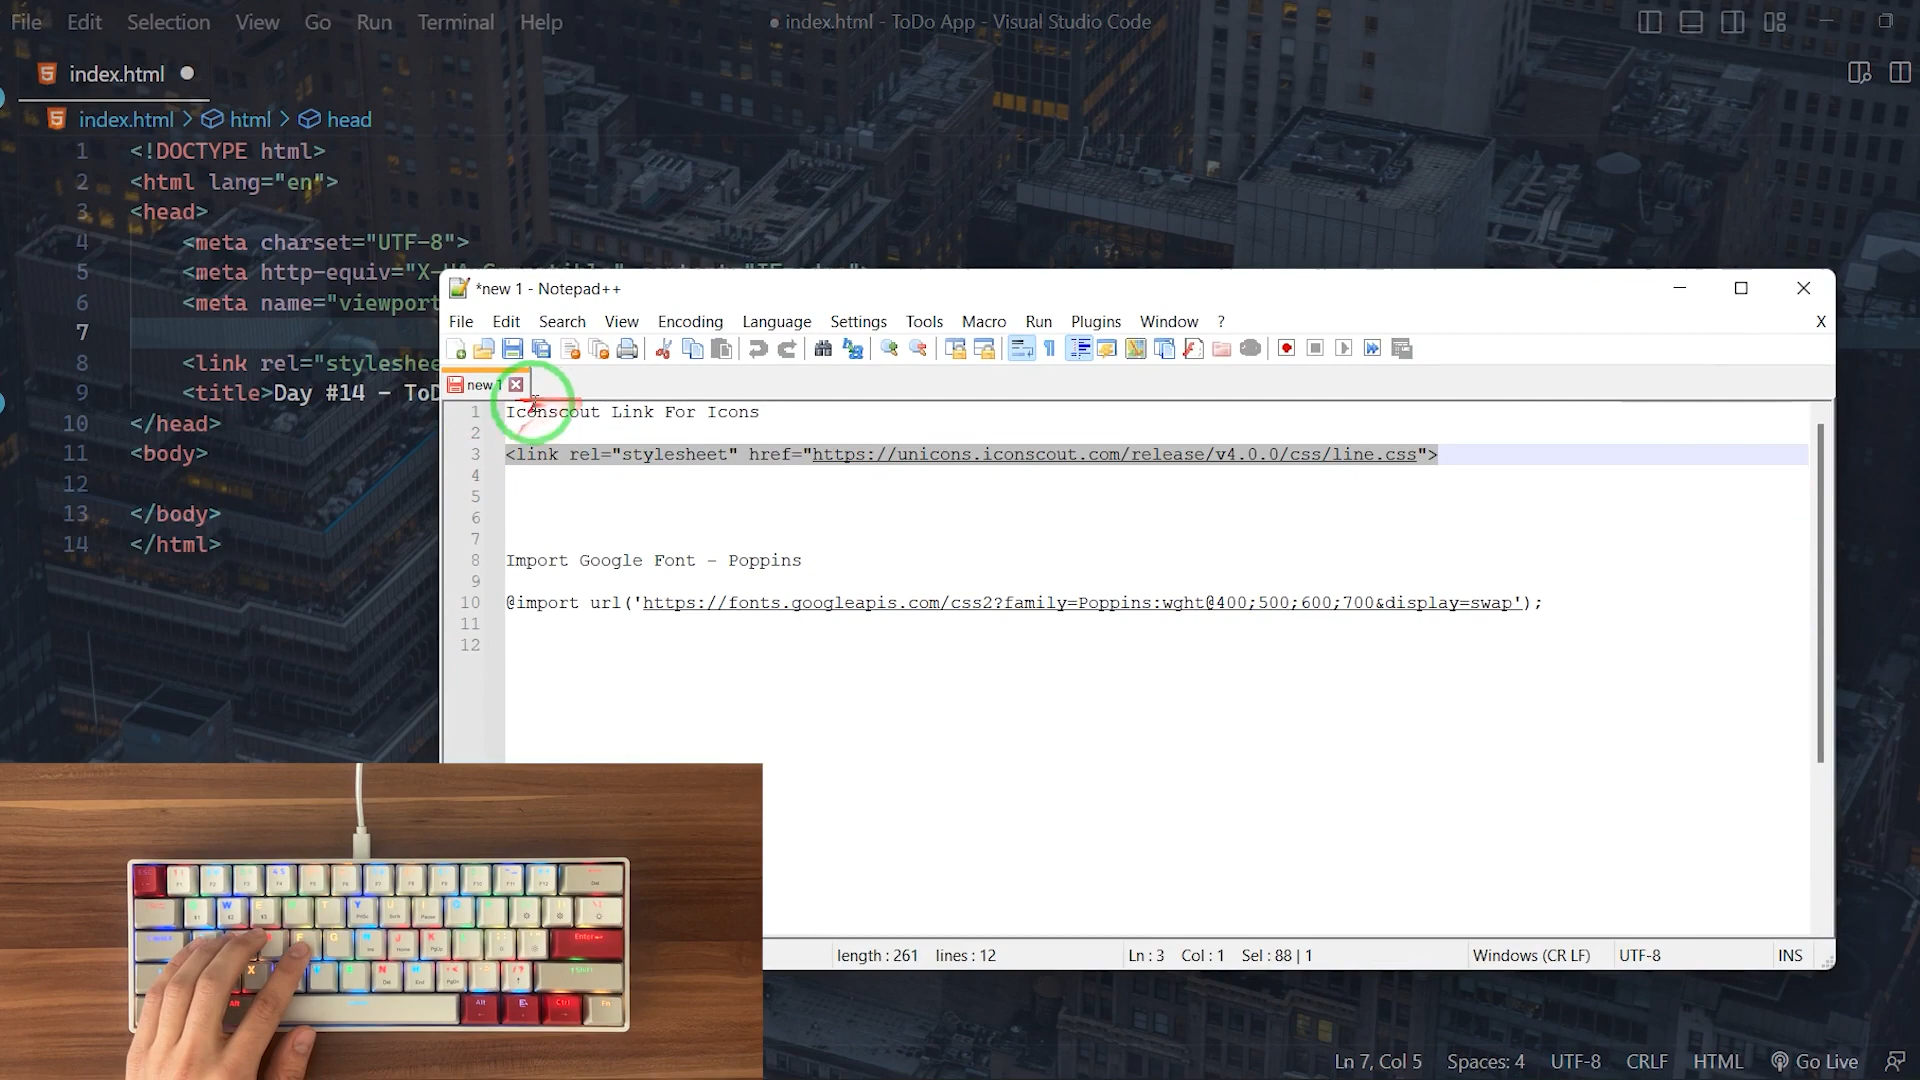 File Edit Selection View Go Run Terminal Help
● index.html - ToDo App - Visual Studio Code
index.html ●
index.html > html > head
1 <!DOCTYPE html>
2 <html lang="en">
3 <head>
4 <meta charset="UTF-8">
5 <meta http-equiv="X-
6 <meta name="viewport
7
8 <link rel="styleshee
9 <title>Day #14 - ToD
10 </head>
11 <body>
12
13 </body>
14 </html>
*new 1 - Notepad++
File Edit Search View Encoding Language Settings Tools Macro Run Plugins Window ? X
new 1
1 Iconscout Link For Icons
2
3 <link rel="stylesheet" href="https://unicons.iconscout.com/release/v4.0.0/css/line.css">
4
5
6
7
8 Import Google Font - Poppins
9
10 @import url('https://fonts.googleapis.com/css2?family=Poppins:wght@400;500;600;700&display=swap');
11
12
length : 261 lines : 12 Ln : 3 Col : 1 Sel : 88 | 1 Windows (CR LF) UTF-8 INS
Ln 7, Col 5 Spaces: 4 UTF-8 CRLF HTML Go Live